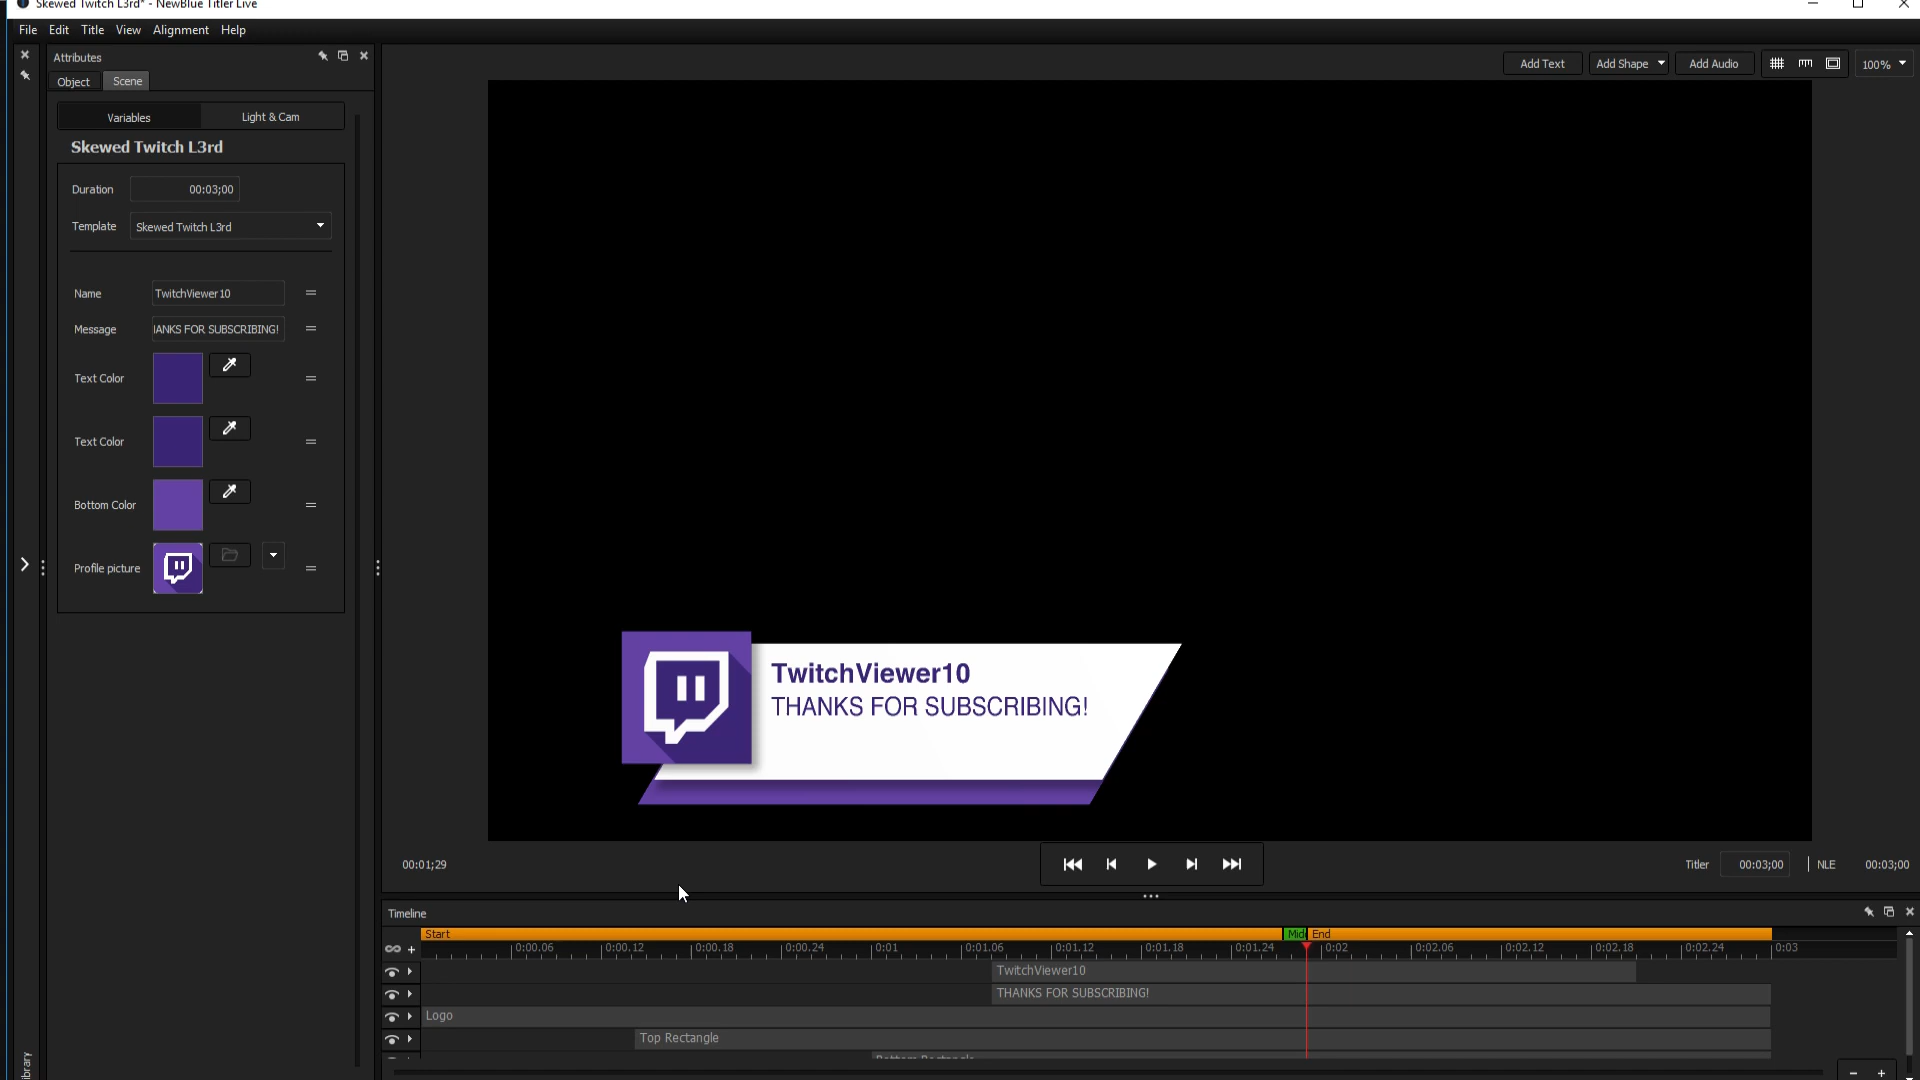 Skewed Twitch L3rd* - NewBlue Titler Live
File Edit Title View Alignment Help
Attributes
Object Scene
Add Text Add Shape Add Audio 100%
Variables Light & Cam
Skewed Twitch L3rd
Duration 00:03;00
Template Skewed Twitch L3rd
Name TwitchViewer10
Message IANKS FOR SUBSCRIBING!
Text Color
Text Color
Bottom Color
Profile picture
TwitchViewer10
THANKS FOR SUBSCRIBING!
00:01;29
Titler 00:03;00 NLE 00:03;00
Timeline
Start Mid End
0:00.06 0:00.12 0:00.18 0:00.24 0:01 0:01.06 0:01.12 0:01.18 0:01.24 0:02 0:02.06 0:02.12 0:02.18 0:02.24 0:03
TwitchViewer10
THANKS FOR SUBSCRIBING!
Logo
Top Rectangle
Bottom Rectangle
ibrary